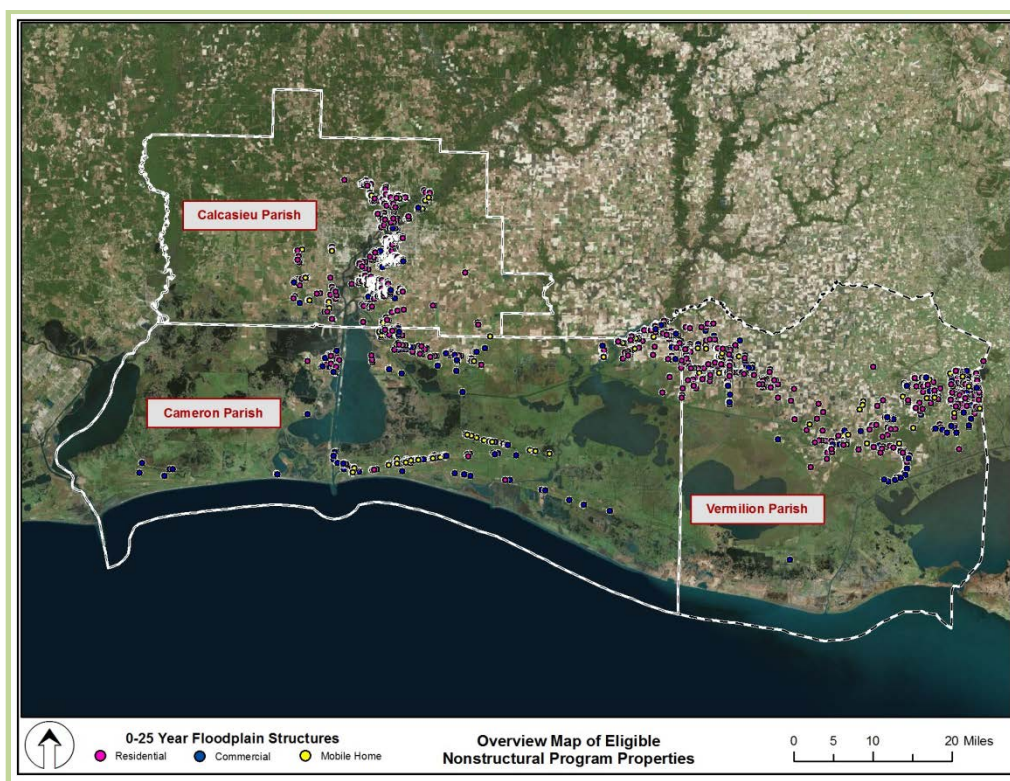 Calcasieu Parish
Cameron Parish
Vermilion Parish
0-25 Year Floodplain Structures
Residential Commercial Mobile Home
Overview Map of Eligible
Nonstructural Program Properties
0 5 10 20 Miles